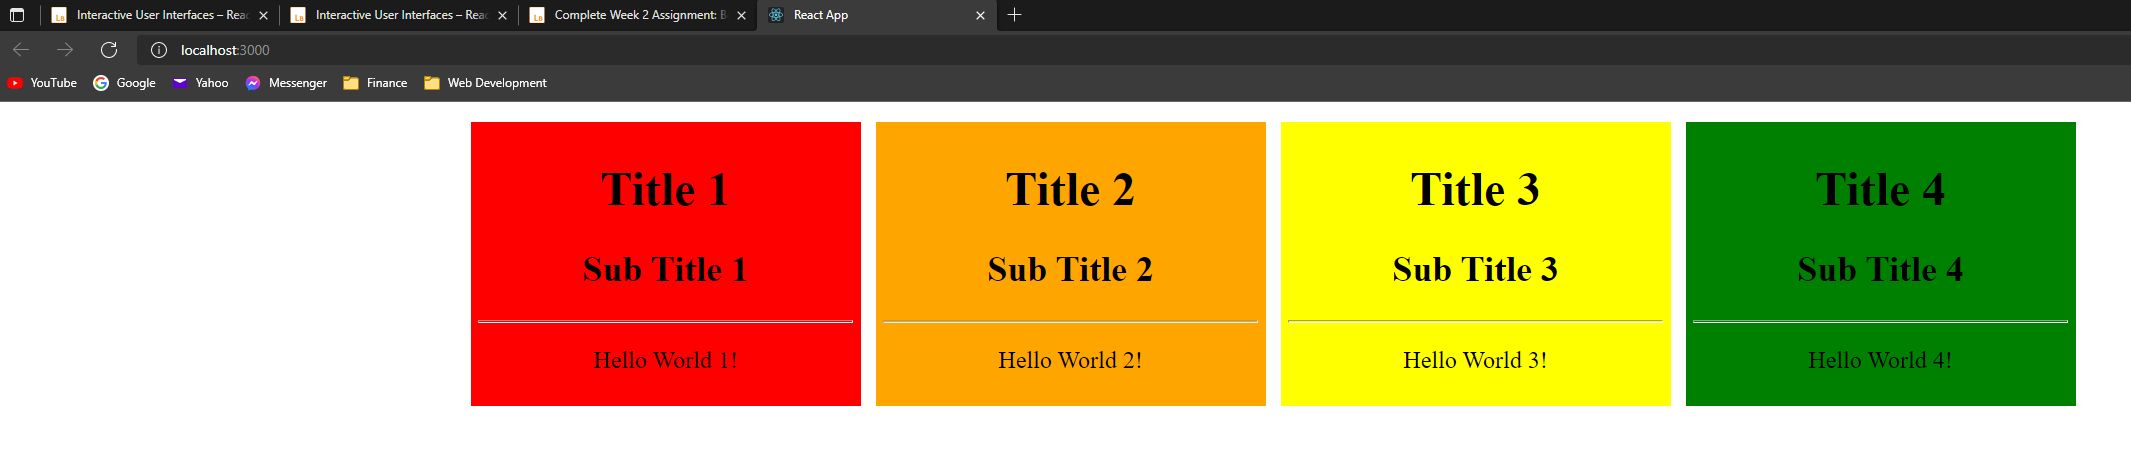 Interactive User Interfaces – Reac
Interactive User Interfaces – Reac
Complete Week 2 Assignment: B
React App
localhost:3000
YouTube
Google
Yahoo
Messenger
Finance
Web Development
Title 1
Sub Title 1
Hello World 1!
Title 2
Sub Title 2
Hello World 2!
Title 3
Sub Title 3
Hello World 3!
Title 4
Sub Title 4
Hello World 4!